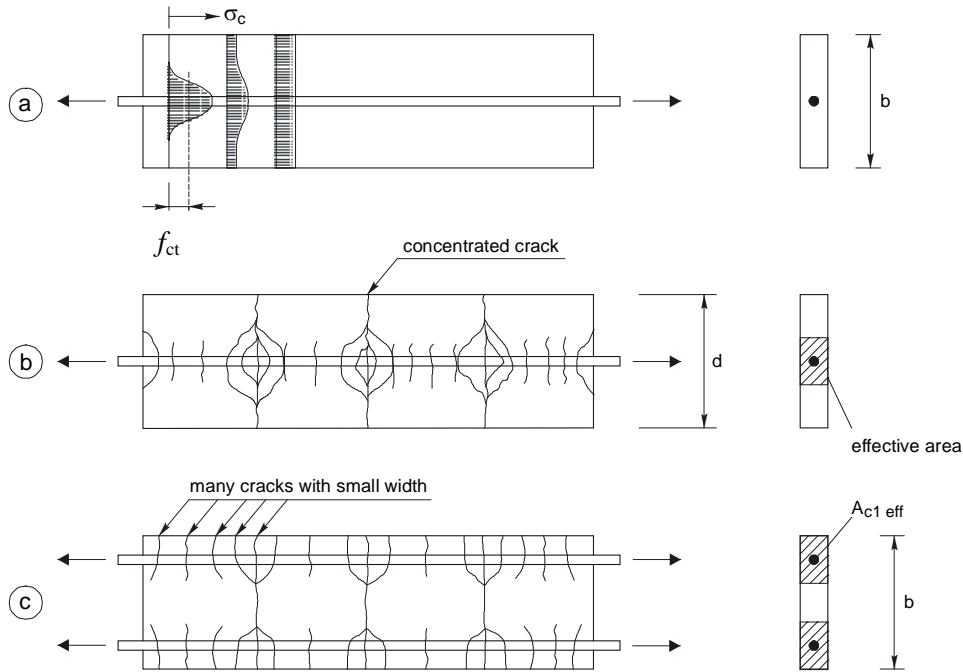 σc
a
b
fct
concentrated crack
b
d
effective area
many cracks with small width
Ac1 eff
c
b